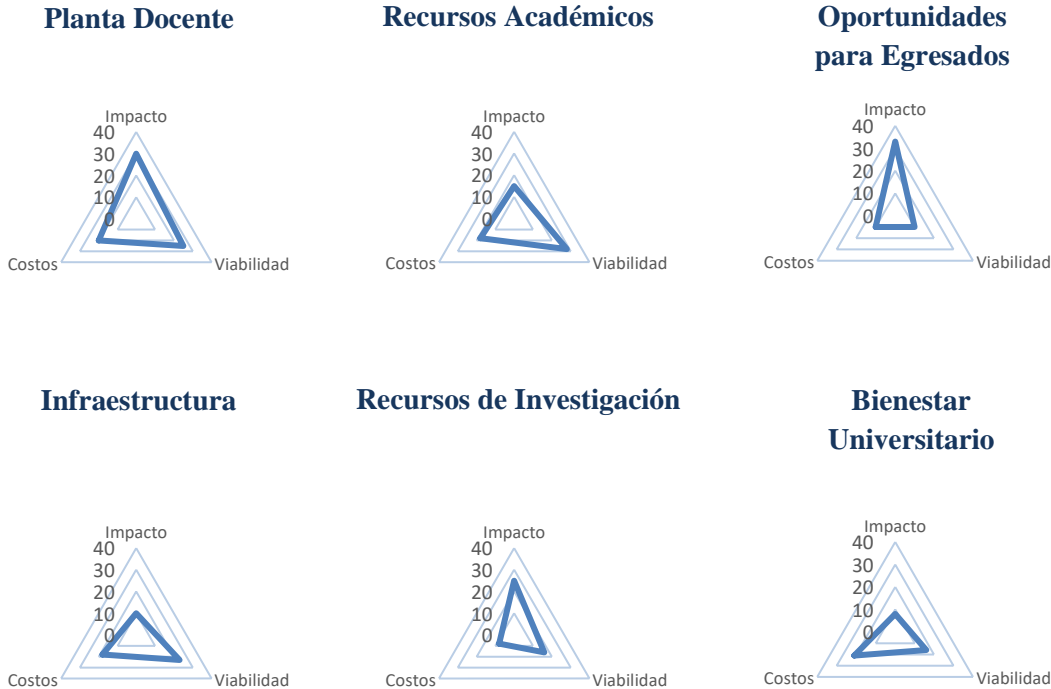 Planta Docente
Impacto
40
30
20
10
0
Costos
Viabilidad
Recursos Académicos
Impacto
40
30
20
10
0
Costos
Viabilidad
Oportunidades
para Egresados
Impacto
40
30
20
10
0
Costos
Viabilidad
Infraestructura
Impacto
40
30
20
10
0
Costos
Viabilidad
Recursos de Investigación
Impacto
40
30
20
10
0
Costos
Viabilidad
Bienestar
Universitario
Impacto
40
30
20
10
0
Costos
Viabilidad